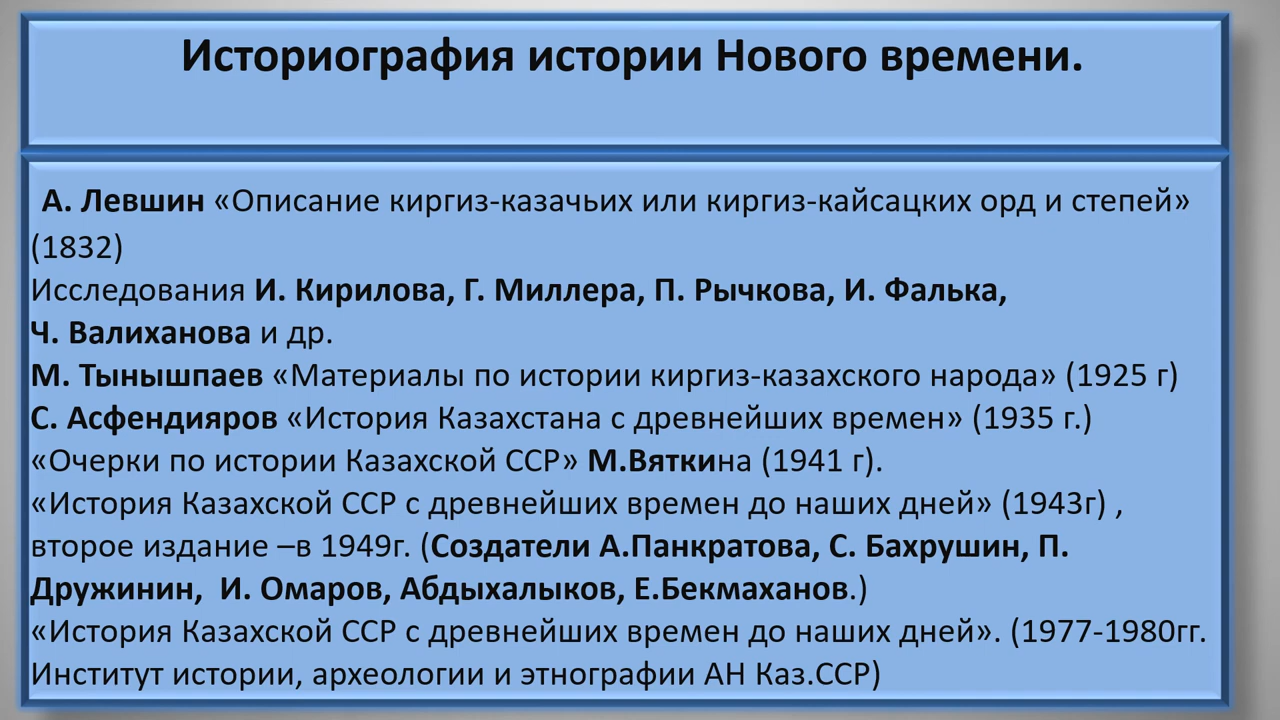 Историография истории Нового времени.
А. Левшин «Описание киргиз-казачьих или киргиз-кайсацких орд и степей»
(1832)
Исследования И. Кирилова, Г. Миллера, П. Рычкова, И. Фалька,
Ч. Валиханова и др.
М. Тынышпаев «Материалы по истории киргиз-казахского народа» (1925 г)
С. Асфендияров «История Казахстана с древнейших времен» (1935 г.)
«Очерки по истории Казахской ССР» М.Вяткина (1941 г).
«История Казахской ССР с древнейших времен до наших дней» (1943г) ,
второе издание –в 1949г. (Создатели А.Панкратова, С. Бахрушин, П.
Дружинин, И. Омаров, Абдыхалыков, Е.Бекмаханов.)
«История Казахской ССР с древнейших времен до наших дней». (1977-1980гг.
Институт истории, археологии и этнографии АН Каз.ССР)